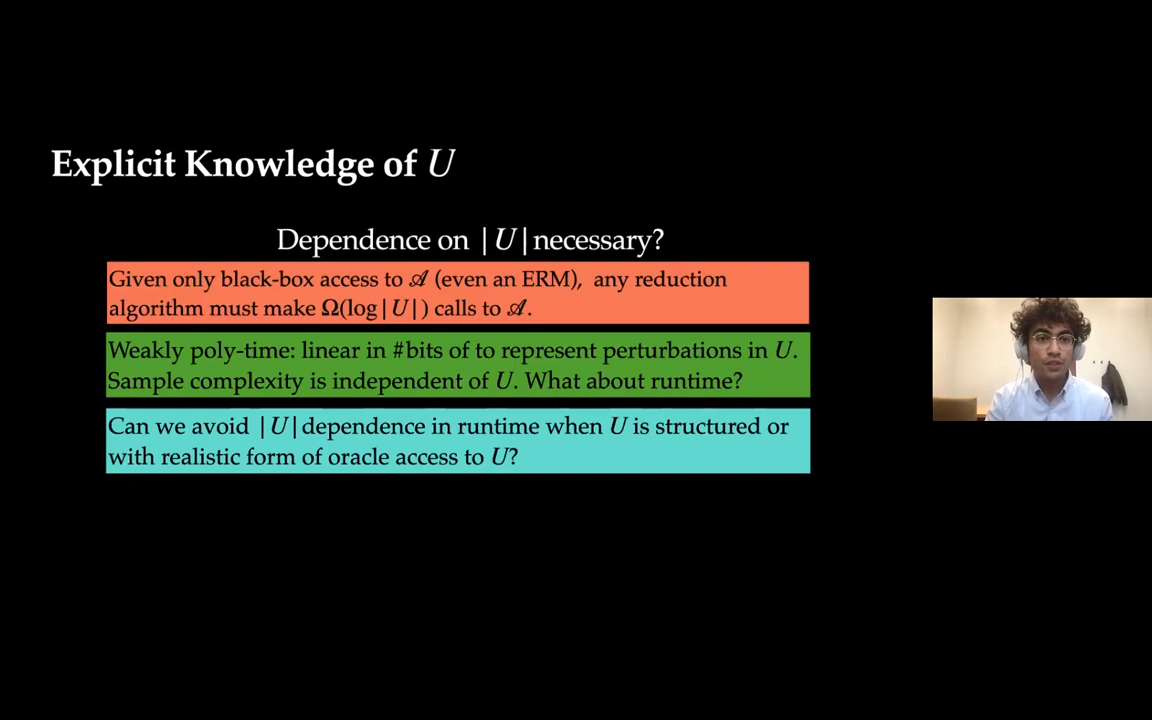 Explicit Knowledge of U
Dependence on |U| necessary?
Given only black-box access to 𝒜 (even an ERM), any reduction
algorithm must make Ω(log|U|) calls to 𝒜.
Weakly poly-time: linear in #bits of to represent perturbations in U.
Sample complexity is independent of U. What about runtime?
Can we avoid |U| dependence in runtime when U is structured or
with realistic form of oracle access to U?